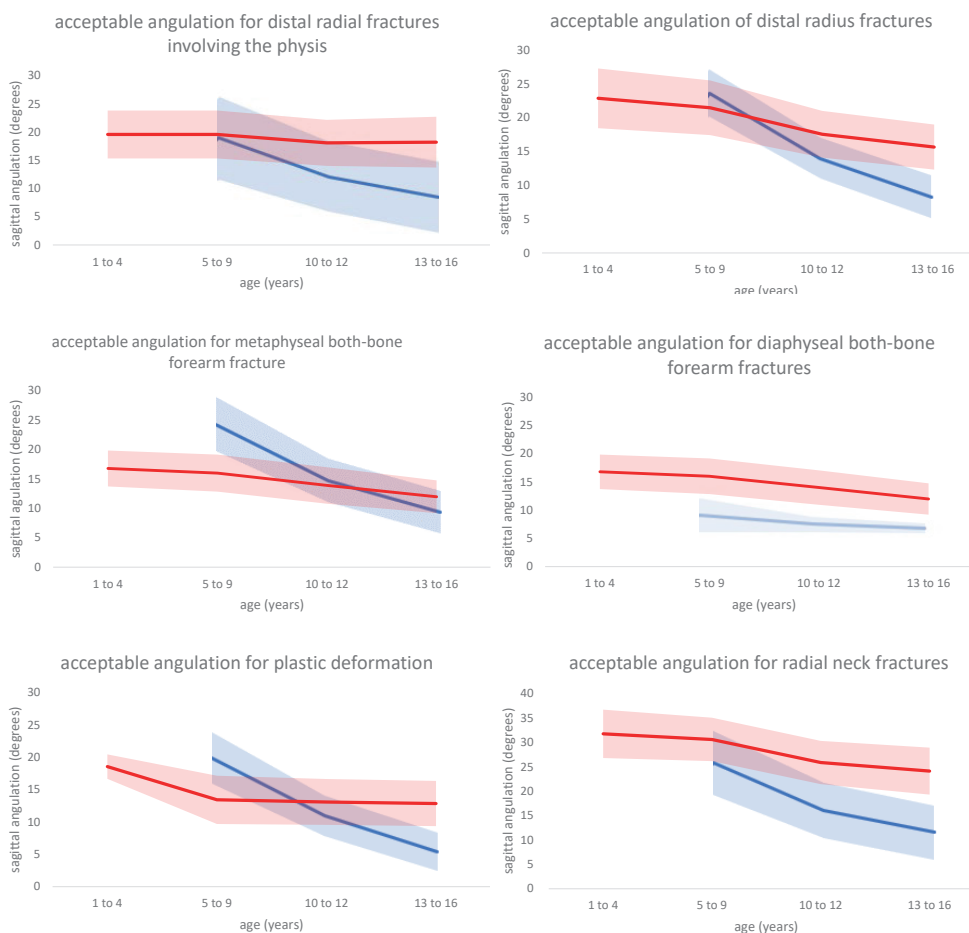 acceptable angulation for distal radial fractures
involving the physis
sagittal angulation (degrees)
30
25
20
15
10
5
0
1 to 4
5 to 9
10 to 12
13 to 16
age (years)
acceptable angulation of distal radius fractures
sagittal angulation (degrees)
30
25
20
15
10
5
0
1 to 4
5 to 9
10 to 12
13 to 16
age (years)
acceptable angulation for metaphyseal both-bone
forearm fracture
sagittal agulation (degrees)
30
25
20
15
10
5
0
1 to 4
5 to 9
10 to 12
13 to 16
age (years)
acceptable angulation for diaphyseal both-bone
forearm fractures
sagittal angulation (degrees)
30
25
20
15
10
5
0
1 to 4
5 to 9
10 to 12
13 to 16
age (years)
acceptable angulation for plastic deformation
sagittal angulation (degrees)
30
25
20
15
10
5
0
1 to 4
5 to 9
10 to 12
13 to 16
age (years)
acceptable angulation for radial neck fractures
sagittal angulation (degrees)
40
35
30
25
20
15
10
5
0
1 to 4
5 to 9
10 to 12
13 to 16
age (years)